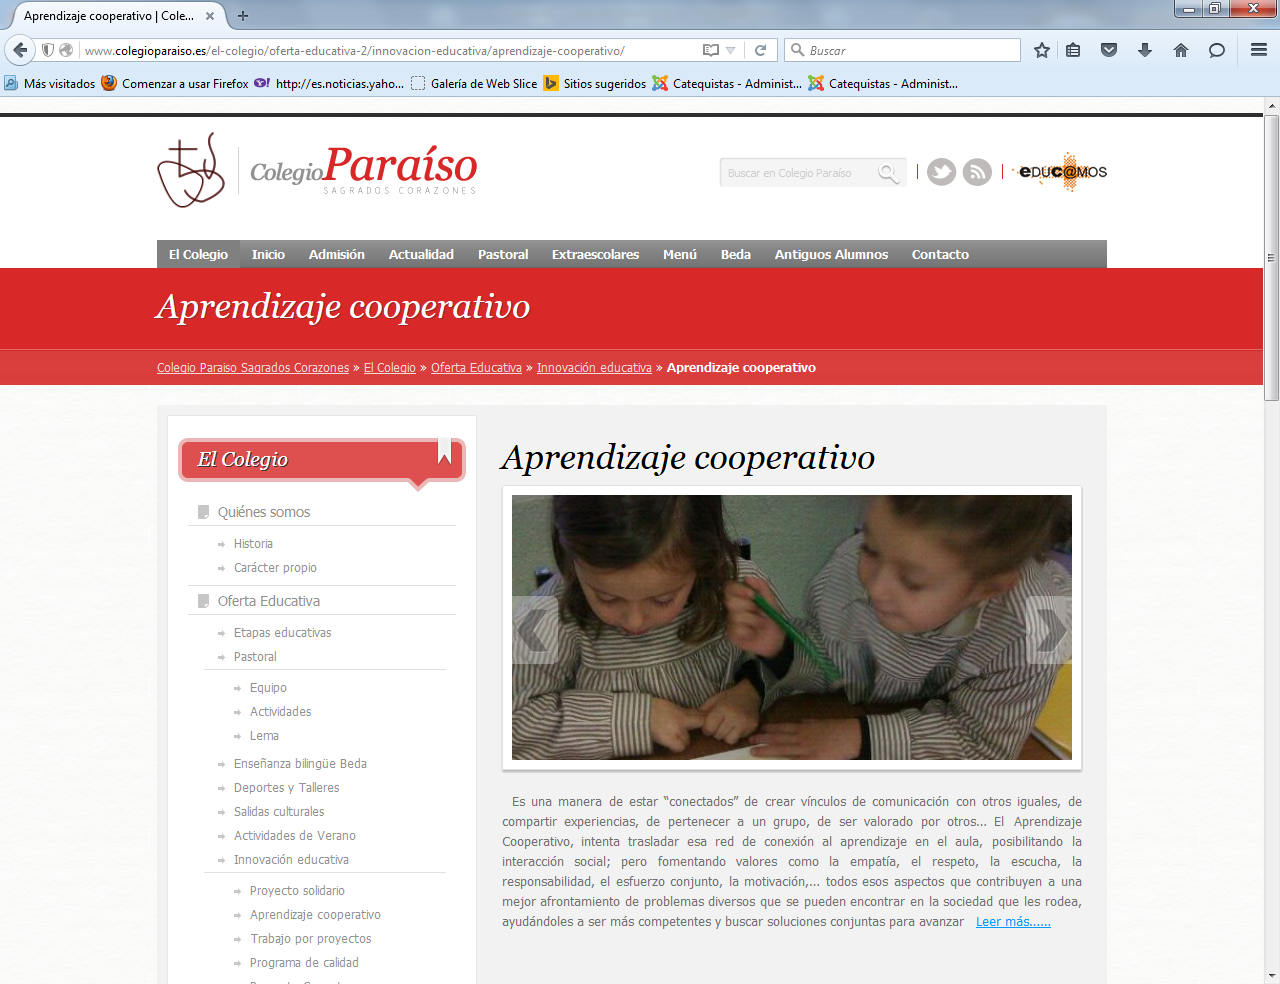 Aprendizaje cooperativo | Cole...
www.colegioparaiso.es/el-colegio/oferta-educativa-2/innovacion-educativa/aprendizaje-cooperativo/
Buscar
Más visitados Comenzar a usar Firefox http://es.noticias.yaho... Galería de Web Slice Sitios sugeridos Catequistas - Administ... Catequistas - Administ...
Colegio Paraíso
SAGRADOS CORAZONES
Buscar en Colegio Paraíso
EDUC@MOS
El Colegio Inicio Admisión Actualidad Pastoral Extraescolares Menú Beda Antiguos Alumnos Contacto
Aprendizaje cooperativo
Colegio Paraiso Sagrados Corazones » El Colegio » Oferta Educativa » Innovación educativa » Aprendizaje cooperativo
El Colegio
Quiénes somos
Historia
Carácter propio
Oferta Educativa
Etapas educativas
Pastoral
Equipo
Actividades
Lema
Enseñanza bilingüe Beda
Deportes y Talleres
Salidas culturales
Actividades de Verano
Innovación educativa
Proyecto solidario
Aprendizaje cooperativo
Trabajo por proyectos
Programa de calidad
Aprendizaje cooperativo
Es una manera de estar “conectados” de crear vínculos de comunicación con otros iguales, de
compartir experiencias, de pertenecer a un grupo, de ser valorado por otros... El Aprendizaje
Cooperativo, intenta trasladar esa red de conexión al aprendizaje en el aula, posibilitando la
interacción social; pero fomentando valores como la empatía, el respeto, la escucha, la
responsabilidad, el esfuerzo conjunto, la motivación,... todos esos aspectos que contribuyen a una
mejor afrontamiento de problemas diversos que se pueden encontrar en la sociedad que les rodea,
ayudándoles a ser más competentes y buscar soluciones conjuntas para avanzar Leer más......